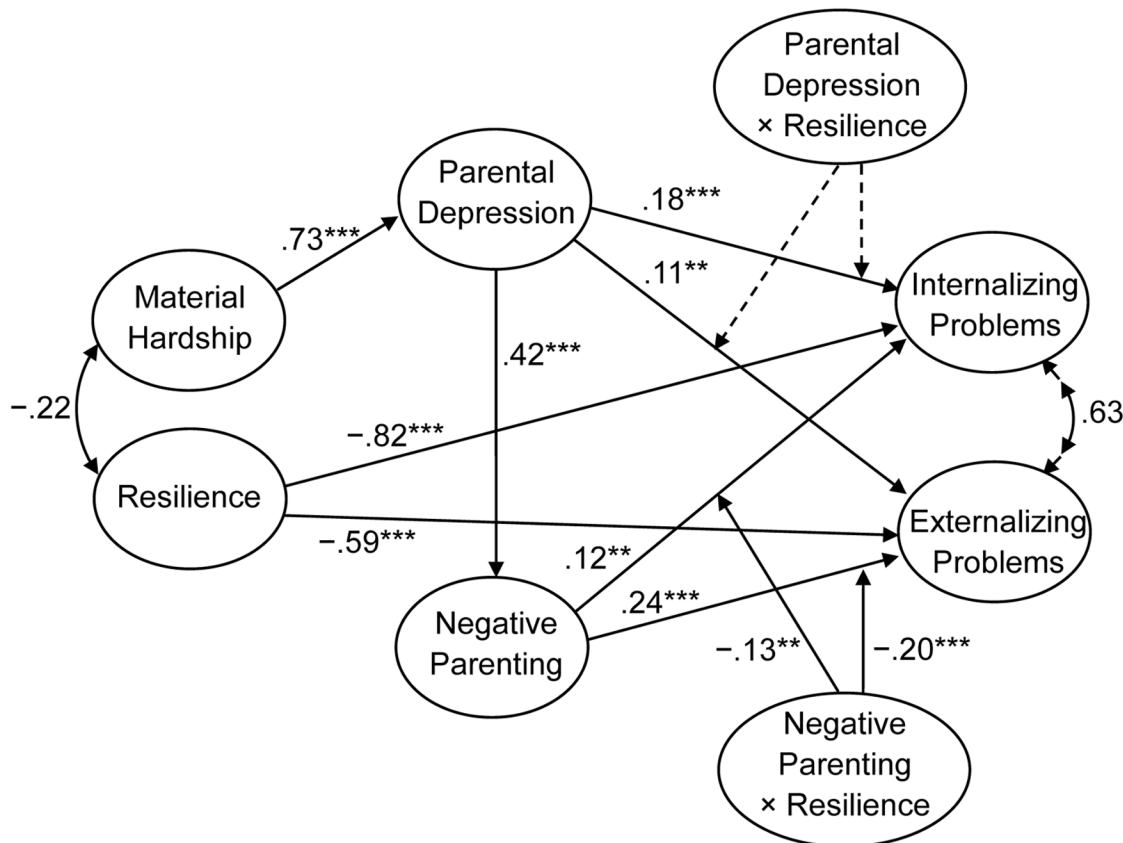 Parental
Depression
× Resilience
Parental
Depression
.18***
.73***
.11**
Material
Hardship
Internalizing
Problems
.42***
−.22
−.82***
.63
Resilience
−.59***
Externalizing
Problems
.12**
.24***
Negative
Parenting
−.13**
−.20***
Negative
Parenting
× Resilience